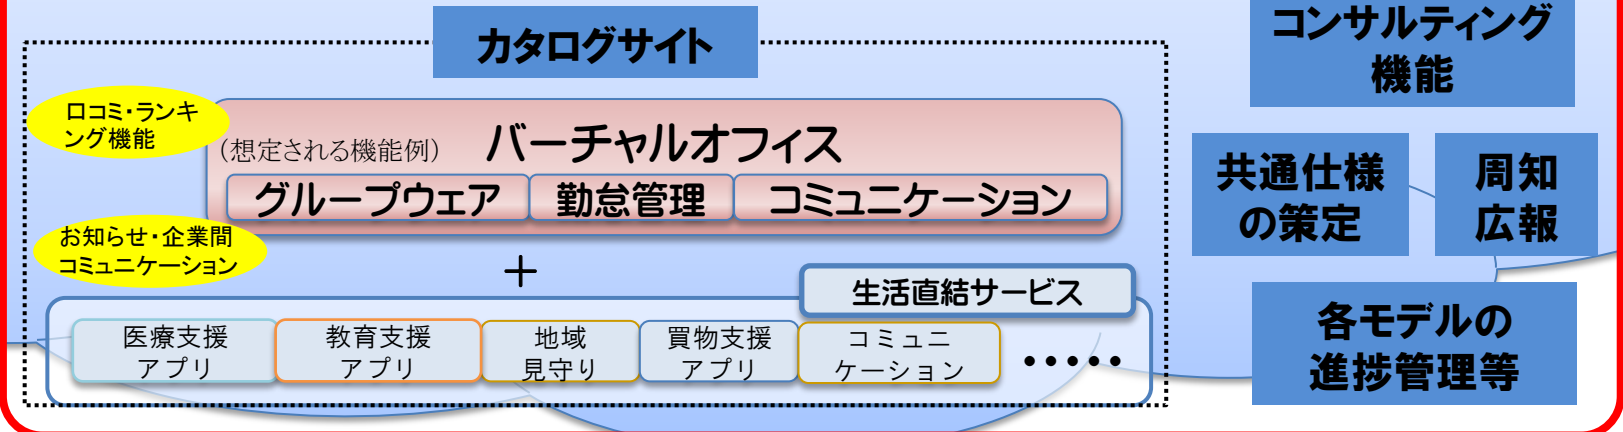 カタログサイト
口コミ・ランキ
ング機能
(想定される機能例)
バーチャルオフィス
グループウェア
勤怠管理
コミュニケーション
お知らせ・企業間
コミュニケーション
＋
生活直結サービス
医療支援
アプリ
教育支援
アプリ
地域
見守り
買物支援
アプリ
コミュニ
ケーション
•••••
コンサルティング
機能
共通仕様
の策定
周知
広報
各モデルの
進捗管理等